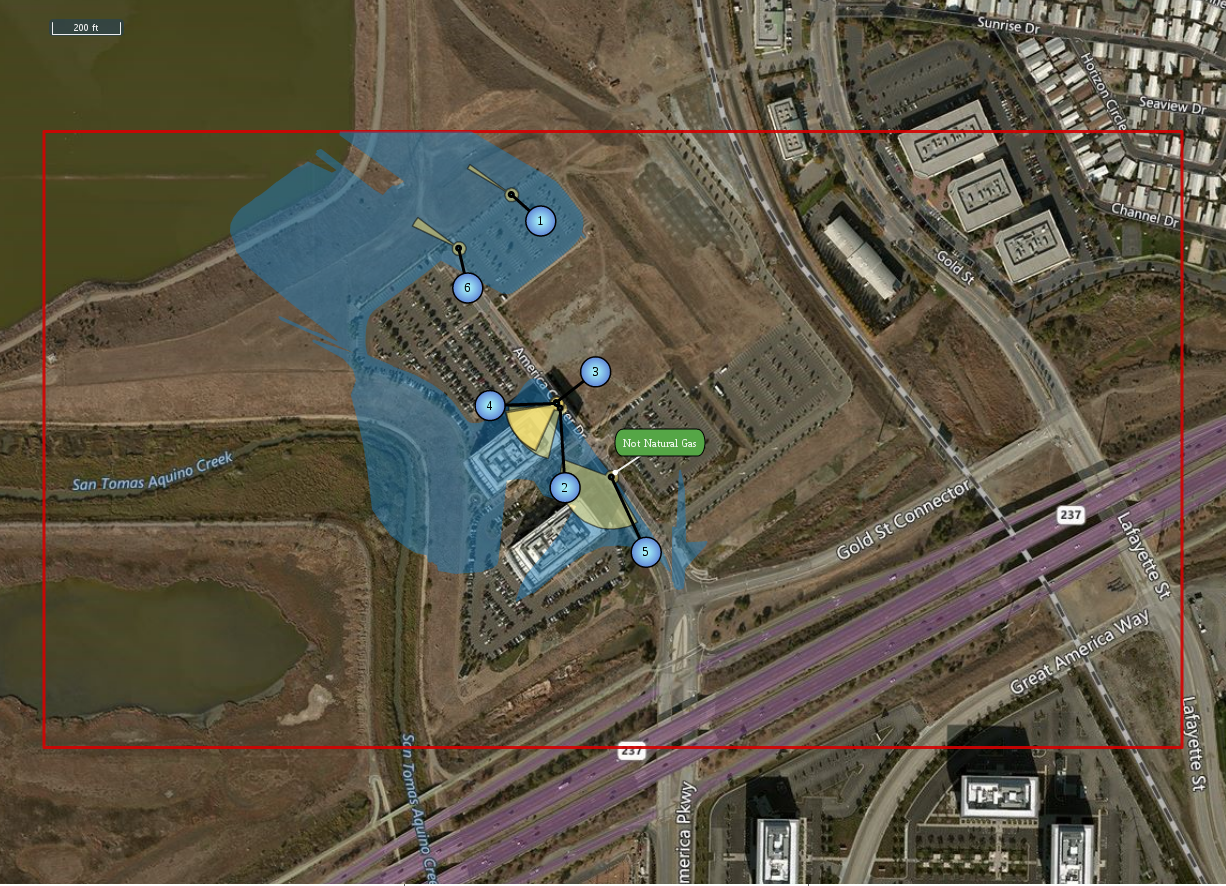 200 ft
Sunrise Dr
Horizon Circle
Seaview Dr
Channel Dr
Gold St
1
6
America Center Dr
3
4
Not Natural Gas
2
San Tomas Aquino Creek
5
237
Gold St Connector
Lafayette St
Great America Way
237
San Tomas Aquino Cree
merica Pkwy
Lafayette St